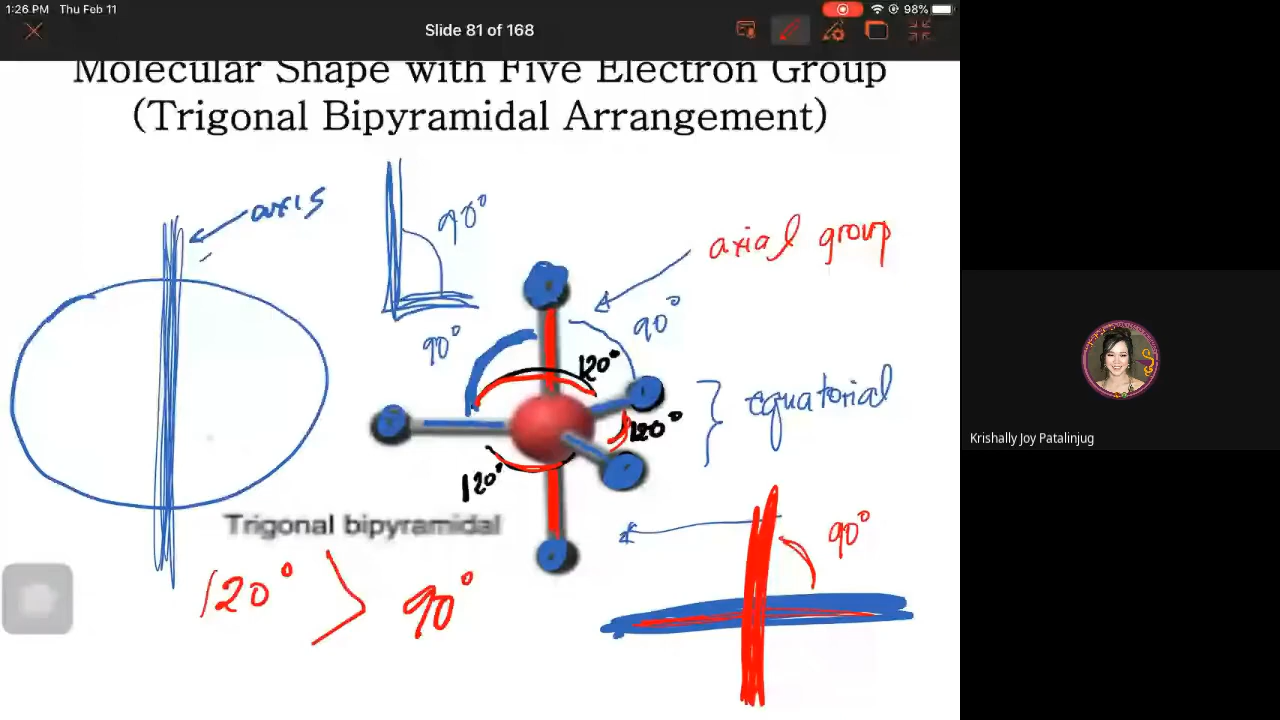 1:26 PM Thu Feb 11
98%
Slide 81 of 168
Molecular Shape with Five Electron Group
(Trigonal Bipyramidal Arrangement)
axis
90°
axial group
90°
90°
120°
120°
equatorial
120°
Trigonal bipyramidal
90°
120° > 90°
Krishally Joy Patalinjug